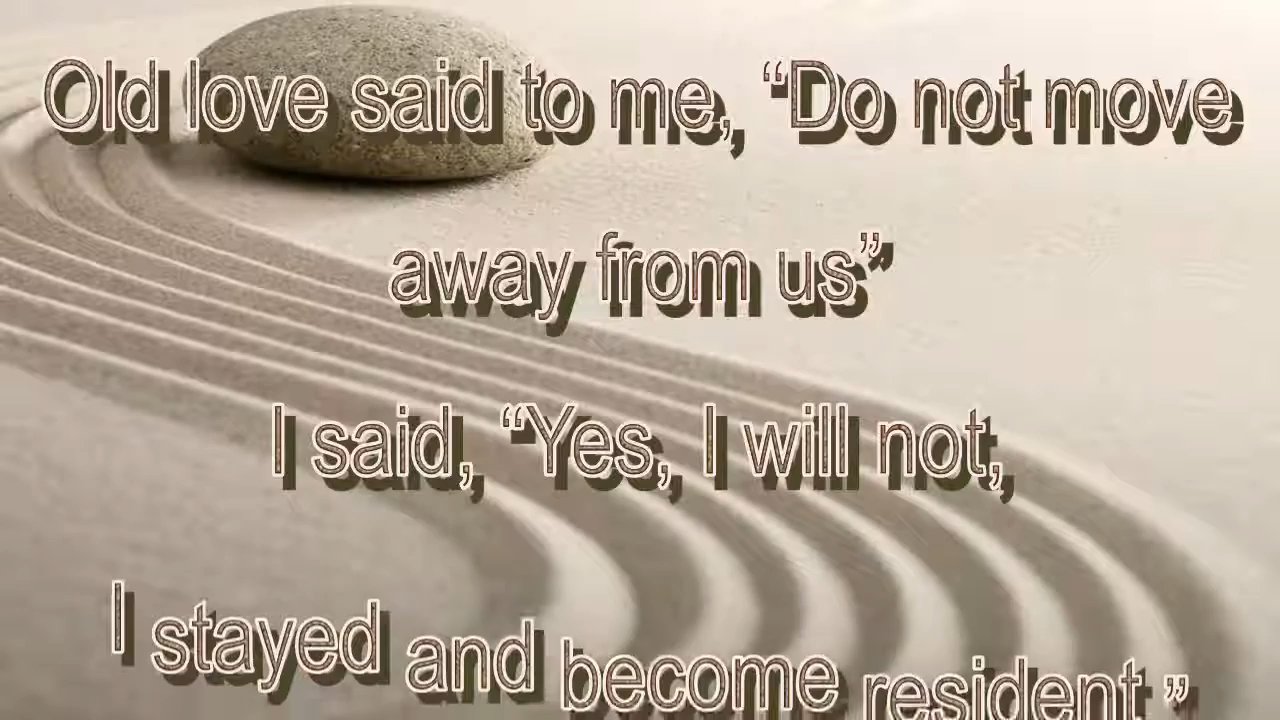 Old love said to me, “Do not move
away from us”
I said, “Yes, I will not,
I stayed and become resident.”